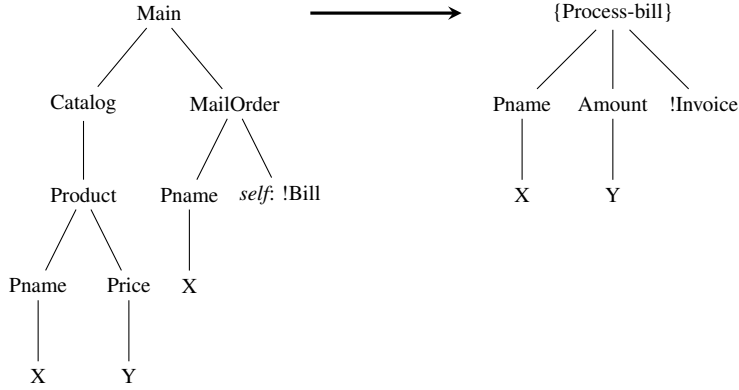 Main
{Process-bill}
Catalog
MailOrder
Pname
Amount
!Invoice
Product
Pname
self: !Bill
X
Y
Pname
Price
X
X
Y